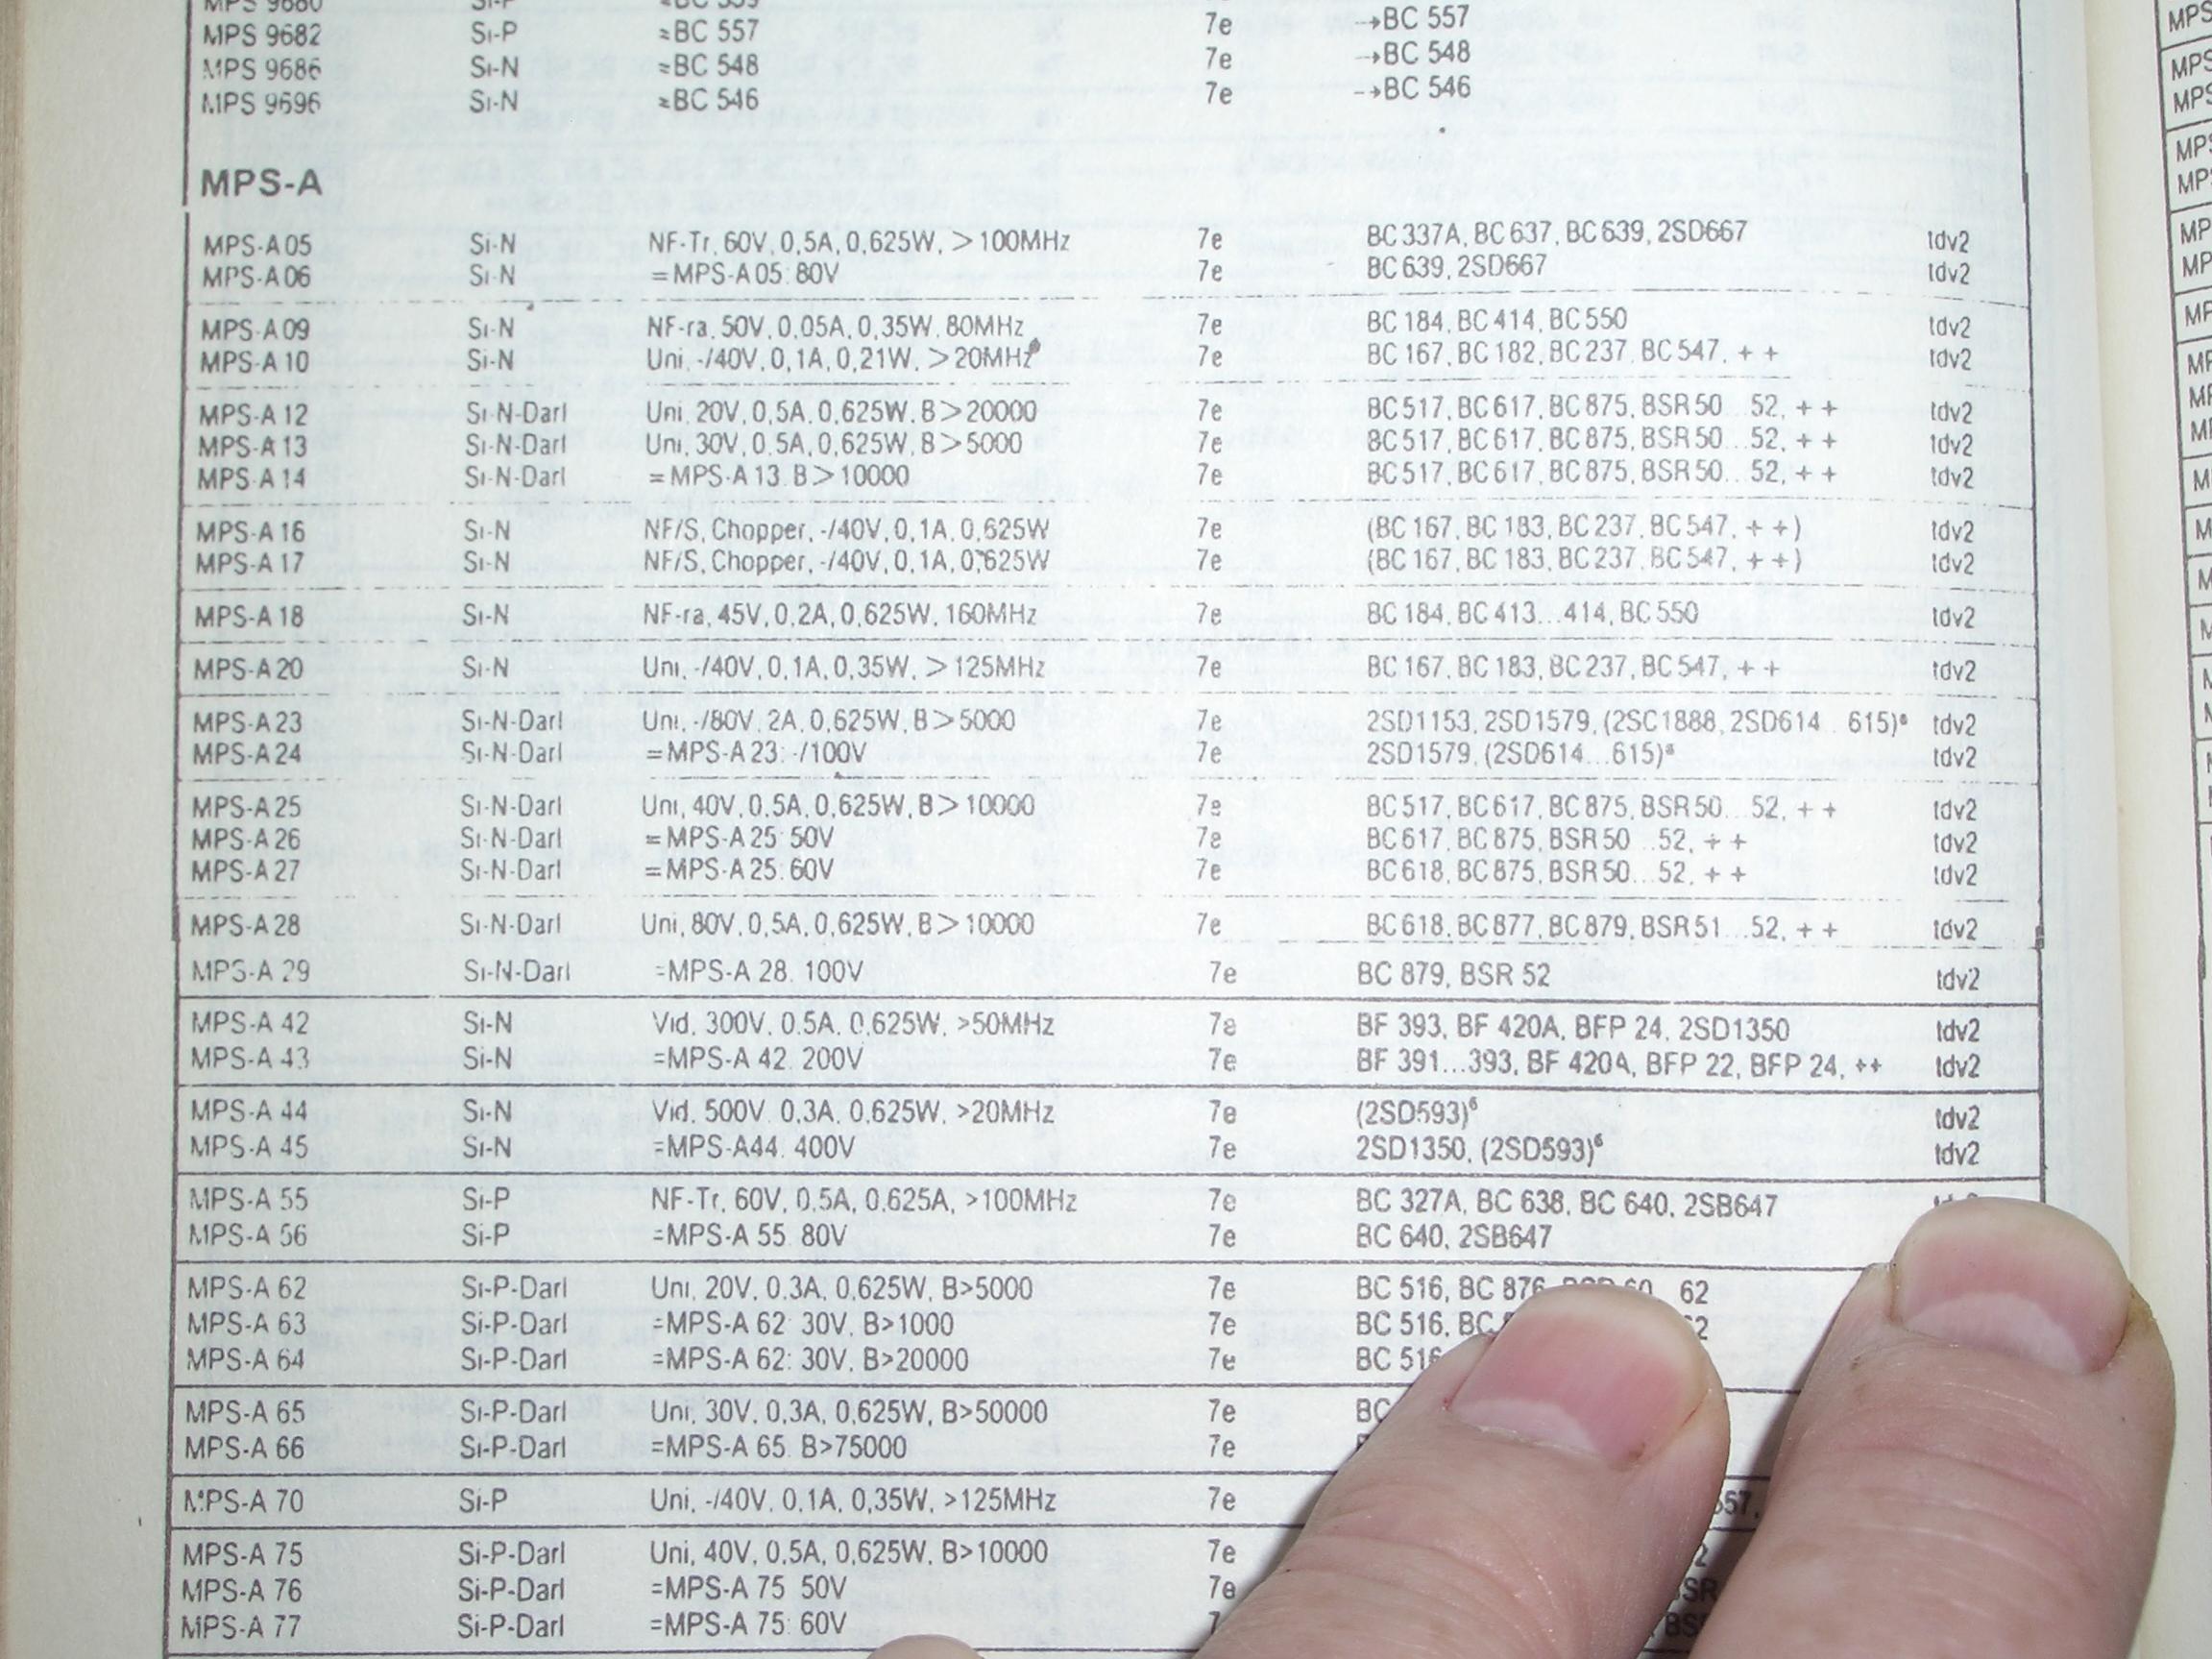 MPS 9680 Si-P ≈BC 559
MPS 9682 Si-P ≈BC 557 7e →BC 557
MPS 9686 Si-N ≈BC 548 7e →BC 548
MPS 9696 Si-N ≈BC 546 7e →BC 546
MPS-A
MPS-A 05 Si-N NF-Tr, 60V, 0,5A, 0,625W, >100MHz 7e BC 337A, BC 637, BC 639, 2SD667 tdv2
MPS-A 06 Si-N =MPS-A 05: 80V 7e BC 639, 2SD667 tdv2
MPS-A 09 Si-N NF-ra, 50V, 0,05A, 0,35W, 80MHz 7e BC 184, BC 414, BC 550 tdv2
MPS-A 10 Si-N Uni, -/40V, 0,1A, 0,21W, >20MHz 7e BC 167, BC 182, BC 237, BC 547, ++ tdv2
MPS-A 12 Si-N-Darl Uni, 20V, 0,5A, 0,625W, B>20000 7e BC 517, BC 617, BC 875, BSR 50...52, ++ tdv2
MPS-A 13 Si-N-Darl Uni, 30V, 0,5A, 0,625W, B>5000 7e BC 517, BC 617, BC 875, BSR 50...52, ++ tdv2
MPS-A 14 Si-N-Darl =MPS-A 13: B>10000 7e BC 517, BC 617, BC 875, BSR 50...52, ++ tdv2
MPS-A 16 Si-N NF/S, Chopper, -/40V, 0,1A, 0,625W 7e (BC 167, BC 183, BC 237, BC 547, ++) tdv2
MPS-A 17 Si-N NF/S, Chopper, -/40V, 0,1A, 0,625W 7e (BC 167, BC 183, BC 237, BC 547, ++) tdv2
MPS-A 18 Si-N NF-ra, 45V, 0,2A, 0,625W, 160MHz 7e BC 184, BC 413...414, BC 550 tdv2
MPS-A 20 Si-N Uni, -/40V, 0,1A, 0,35W, >125MHz 7e BC 167, BC 183, BC 237, BC 547, ++ tdv2
MPS-A 23 Si-N-Darl Uni, -/80V, 2A, 0,625W, B>5000 7e 2SD1153, 2SD1579, (2SC1888, 2SD614...615)⁶ tdv2
MPS-A 24 Si-N-Darl =MPS-A 23: -/100V 7e 2SD1579, (2SD614...615)⁶ tdv2
MPS-A 25 Si-N-Darl Uni, 40V, 0,5A, 0,625W, B>10000 7e BC 517, BC 617, BC 875, BSR 50...52, ++ tdv2
MPS-A 26 Si-N-Darl =MPS-A 25: 50V 7e BC 617, BC 875, BSR 50...52, ++ tdv2
MPS-A 27 Si-N-Darl =MPS-A 25: 60V 7e BC 618, BC 875, BSR 50...52, ++ tdv2
MPS-A 28 Si-N-Darl Uni, 80V, 0,5A, 0,625W, B>10000 7e BC 618, BC 877, BC 879, BSR 51...52, ++ tdv2
MPS-A 29 Si-N-Darl =MPS-A 28: 100V 7e BC 879, BSR 52 tdv2
MPS-A 42 Si-N Vid, 300V, 0,5A, 0,625W, >50MHz 7e BF 393, BF 420A, BFP 24, 2SD1350 tdv2
MPS-A 43 Si-N =MPS-A 42: 200V 7e BF 391...393, BF 420A, BFP 22, BFP 24, ++ tdv2
MPS-A 44 Si-N Vid, 500V, 0,3A, 0,625W, >20MHz 7e (2SD593)⁶ tdv2
MPS-A 45 Si-N =MPS-A44: 400V 7e 2SD1350, (2SD593)⁶ tdv2
MPS-A 55 Si-P NF-Tr, 60V, 0,5A, 0,625A, >100MHz 7e BC 327A, BC 638, BC 640, 2SB647
MPS-A 56 Si-P =MPS-A 55: 80V 7e BC 640, 2SB647
MPS-A 62 Si-P-Darl Uni, 20V, 0,3A, 0,625W, B>5000 7e BC 516, BC 876, 62
MPS-A 63 Si-P-Darl =MPS-A 62: 30V, B>1000 7e BC 516, BC
MPS-A 64 Si-P-Darl =MPS-A 62: 30V, B>20000 7e BC 516
MPS-A 65 Si-P-Darl Uni, 30V, 0,3A, 0,625W, B>50000 7e BC
MPS-A 66 Si-P-Darl =MPS-A 65: B>75000 7e
MPS-A 70 Si-P Uni, -/40V, 0,1A, 0,35W, >125MHz 7e
MPS-A 75 Si-P-Darl Uni, 40V, 0,5A, 0,625W, B>10000 7e
MPS-A 76 Si-P-Darl =MPS-A 75: 50V 7e
MPS-A 77 Si-P-Darl =MPS-A 75: 60V